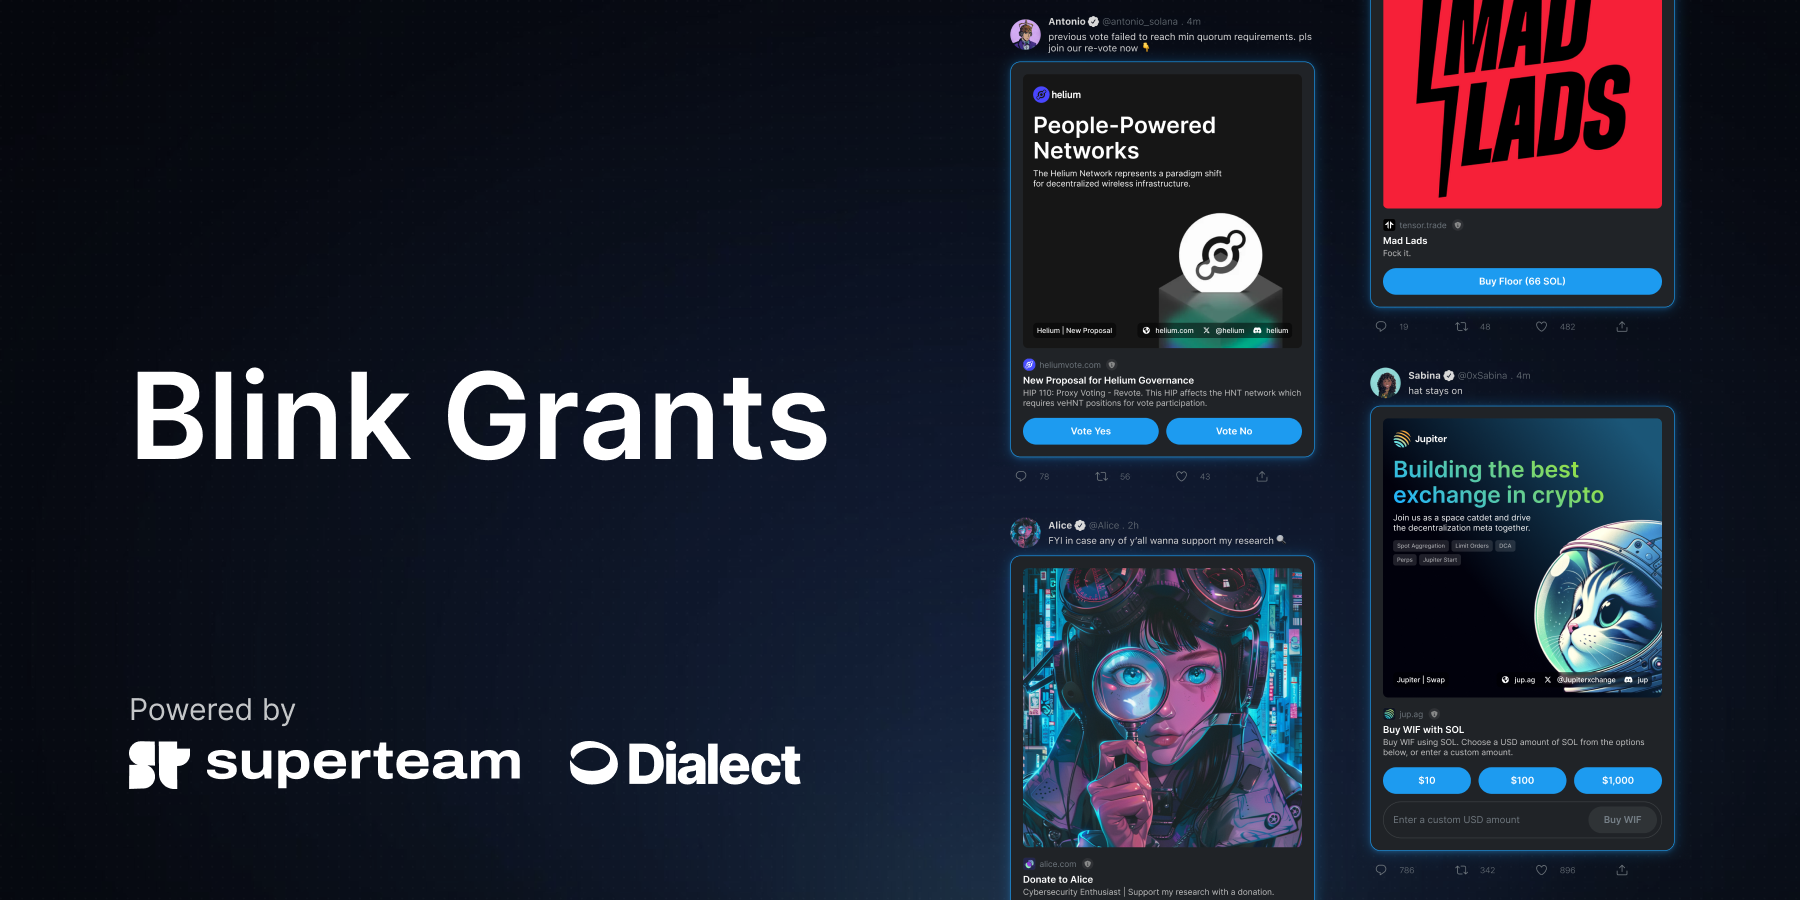 Blink Grants
Powered by
superteam
Dialect
Antonio @antonio_solana . 4m
previous vote failed to reach min quorum requirements. pls
join our re-vote now 👇
helium
People-Powered
Networks
The Helium Network represents a paradigm shift
for decentralized wireless infrastructure.
Helium | New Proposal
helium.com
@helium
helium
heliumvote.com
New Proposal for Helium Governance
HIP 110: Proxy Voting - Revote. This HIP affects the HNT network which
requires veHNT positions for vote participation.
Vote Yes
Vote No
78
56
43
Alice @Alice . 2h
FYI in case any of y'all wanna support my research 🔍
alice.com
Donate to Alice
Cybersecurity Enthusiast | Support my research with a donation.
MAD
LADS
tensor.trade
Mad Lads
Fock it.
Buy Floor (66 SOL)
19
48
482
Sabina @0xSabina . 4m
hat stays on
Jupiter
Building the best
exchange in crypto
Join us as a space catdet and drive
the decentralization meta together.
Spot Aggregation
Limit Orders
DCA
Perps
Jupiter Start
Jupiter | Swap
jup.ag
@Jupiterxchange
jup
jup.ag
Buy WIF with SOL
Buy WIF using SOL. Choose a USD amount of SOL from the options
below, or enter a custom amount.
$10
$100
$1,000
Enter a custom USD amount
Buy WIF
786
342
896